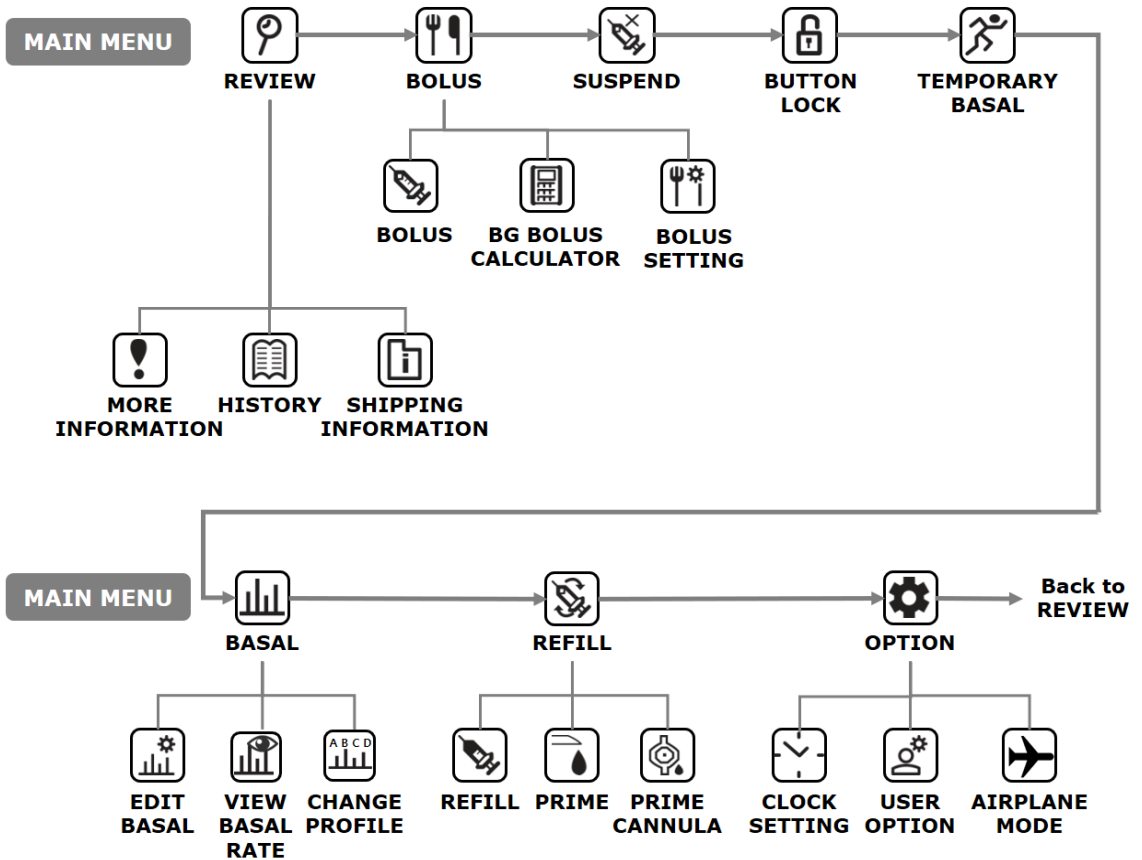 MAIN MENU
REVIEW
BOLUS
SUSPEND
BUTTON
LOCK
TEMPORARY
BASAL
BOLUS
BG BOLUS
CALCULATOR
BOLUS
SETTING
MORE
INFORMATION
HISTORY
SHIPPING
INFORMATION
MAIN MENU
BASAL
REFILL
OPTION
Back to
REVIEW
A B C D
EDIT
BASAL
VIEW
BASAL
RATE
CHANGE
PROFILE
REFILL
PRIME
PRIME
CANNULA
CLOCK
SETTING
USER
OPTION
AIRPLANE
MODE